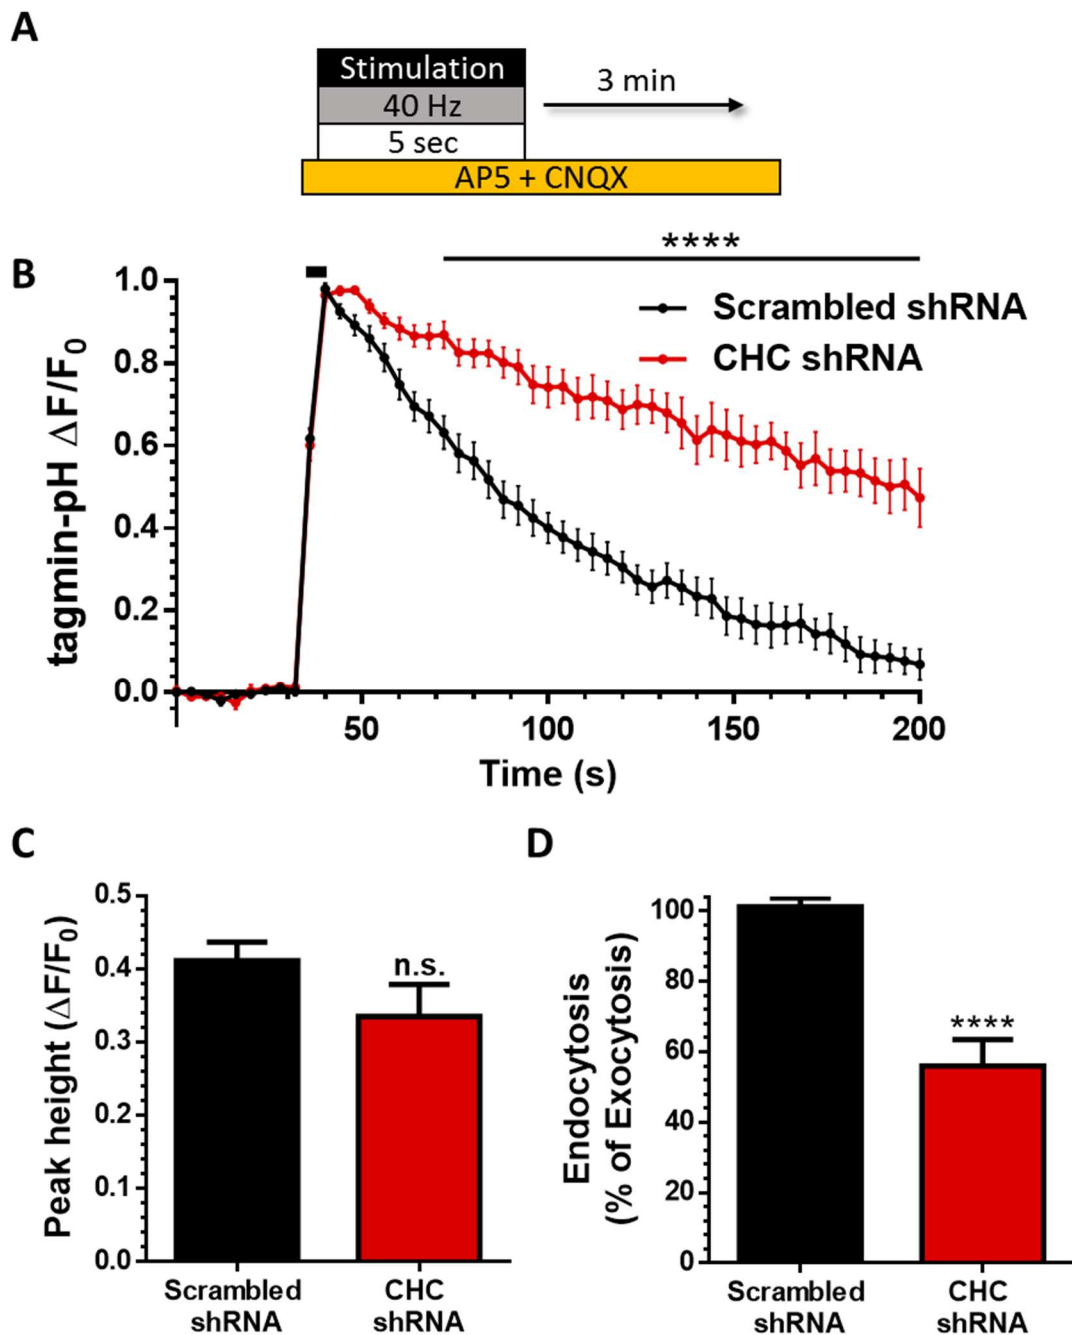 A
Stimulation
40 Hz
5 sec
3 min
AP5 + CNQX
B
****
Scrambled shRNA
CHC shRNA
tagmin-pH ΔF/F₀
1.0
0.8
0.6
0.4
0.2
0.0
50
100
150
200
Time (s)
C
Peak height (ΔF/F₀)
0.5
0.4
0.3
0.2
0.1
0.0
n.s.
Scrambled
shRNA
CHC
shRNA
D
Endocytosis
(% of Exocytosis)
100
80
60
40
20
0
****
Scrambled
shRNA
CHC
shRNA